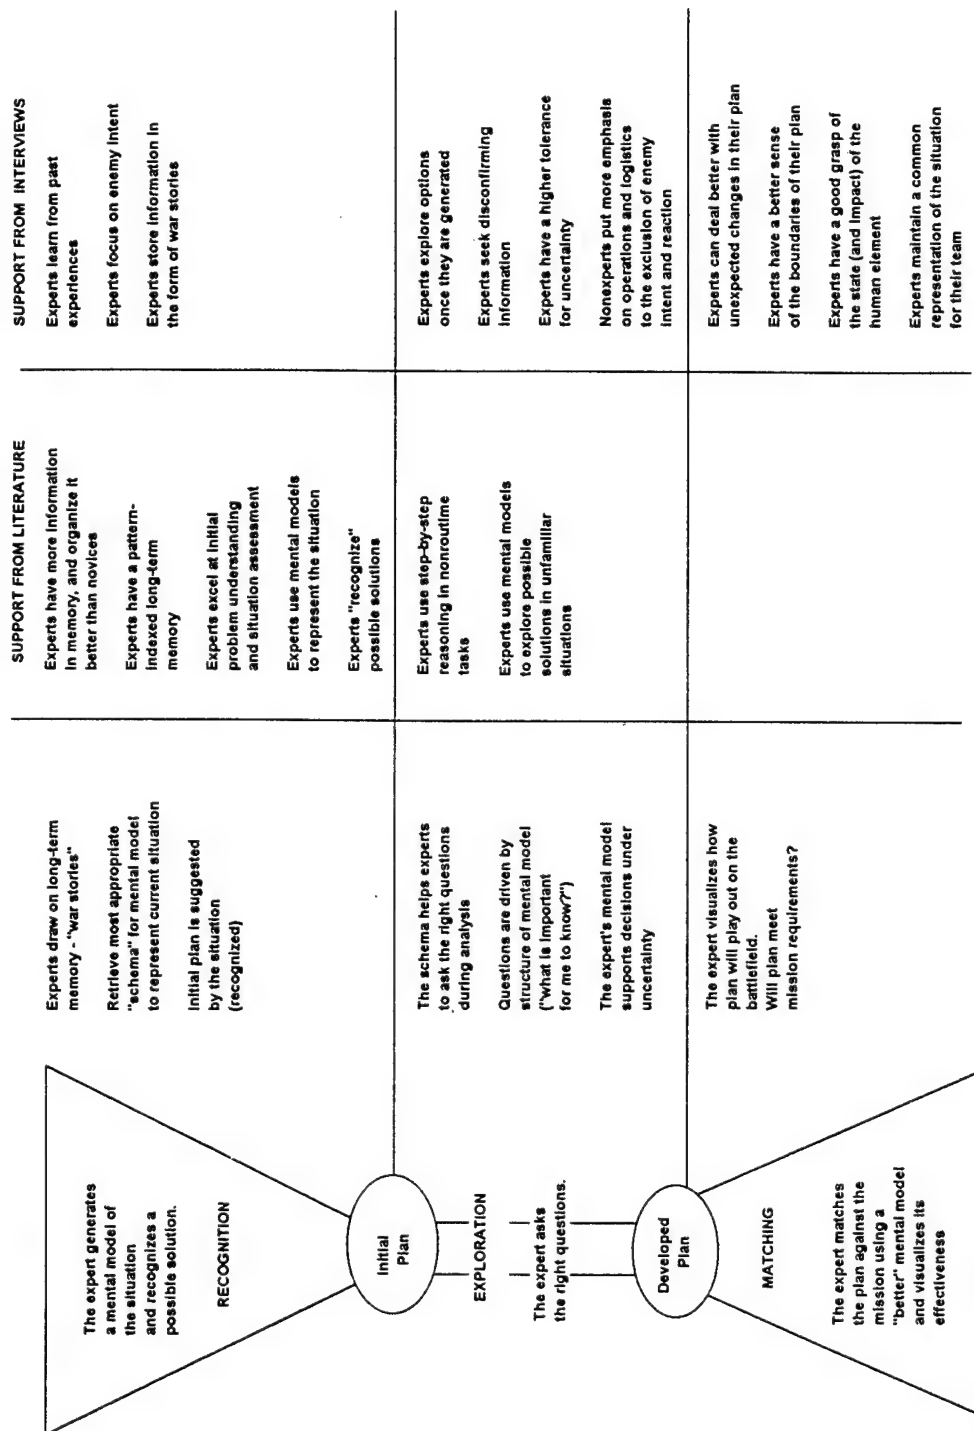 The expert generates
a mental model of
the situation
and recognizes a
possible solution.
RECOGNITION
Initial
Plan
EXPLORATION
The expert asks
the right questions.
Developed
Plan
MATCHING
The expert matches
the plan against the
mission using a
"better" mental model
and visualizes its
effectiveness
Experts draw on long-term
memory - "war stories"
Retrieve most appropriate
"schema" for mental model
to represent current situation
Initial plan is suggested
by the situation
(recognized)
The schema helps experts
to ask the right questions
during analysis
Questions are driven by
structure of mental model
("what is important
for me to know?")
The expert's mental model
supports decisions under
uncertainty
The expert visualizes how
plan will play out on the
battlefield.
Will plan meet
mission requirements?
SUPPORT FROM LITERATURE
Experts have more information
in memory, and organize it
better than novices
Experts have a pattern-
indexed long-term
memory
Experts excel at initial
problem understanding
and situation assessment
Experts use mental models
to represent the situation
Experts "recognize"
possible solutions
Experts use step-by-step
reasoning in nonroutine
tasks
Experts use mental models
to explore possible
solutions in unfamiliar
situations
SUPPORT FROM INTERVIEWS
Experts learn from past
experiences
Experts focus on enemy intent
Experts store information in
the form of war stories
Experts explore options
once they are generated
Experts seek disconfirming
information
Experts have a higher tolerance
for uncertainty
Nonexperts put more emphasis
on operations and logistics
to the exclusion of enemy
intent and reaction
Experts can deal better with
unexpected changes in their plan
Experts have a better sense
of the boundaries of their plan
Experts have a good grasp of
the state (and impact) of the
human element
Experts maintain a common
representation of the situation
for their team